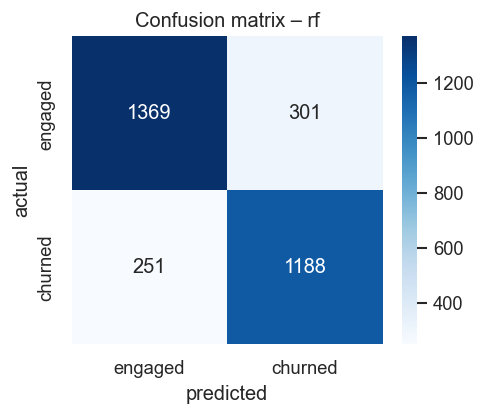 Confusion matrix – rf
engaged
1369
301
actual
churned
251
1188
engaged
churned
predicted
1200
1000
800
600
400